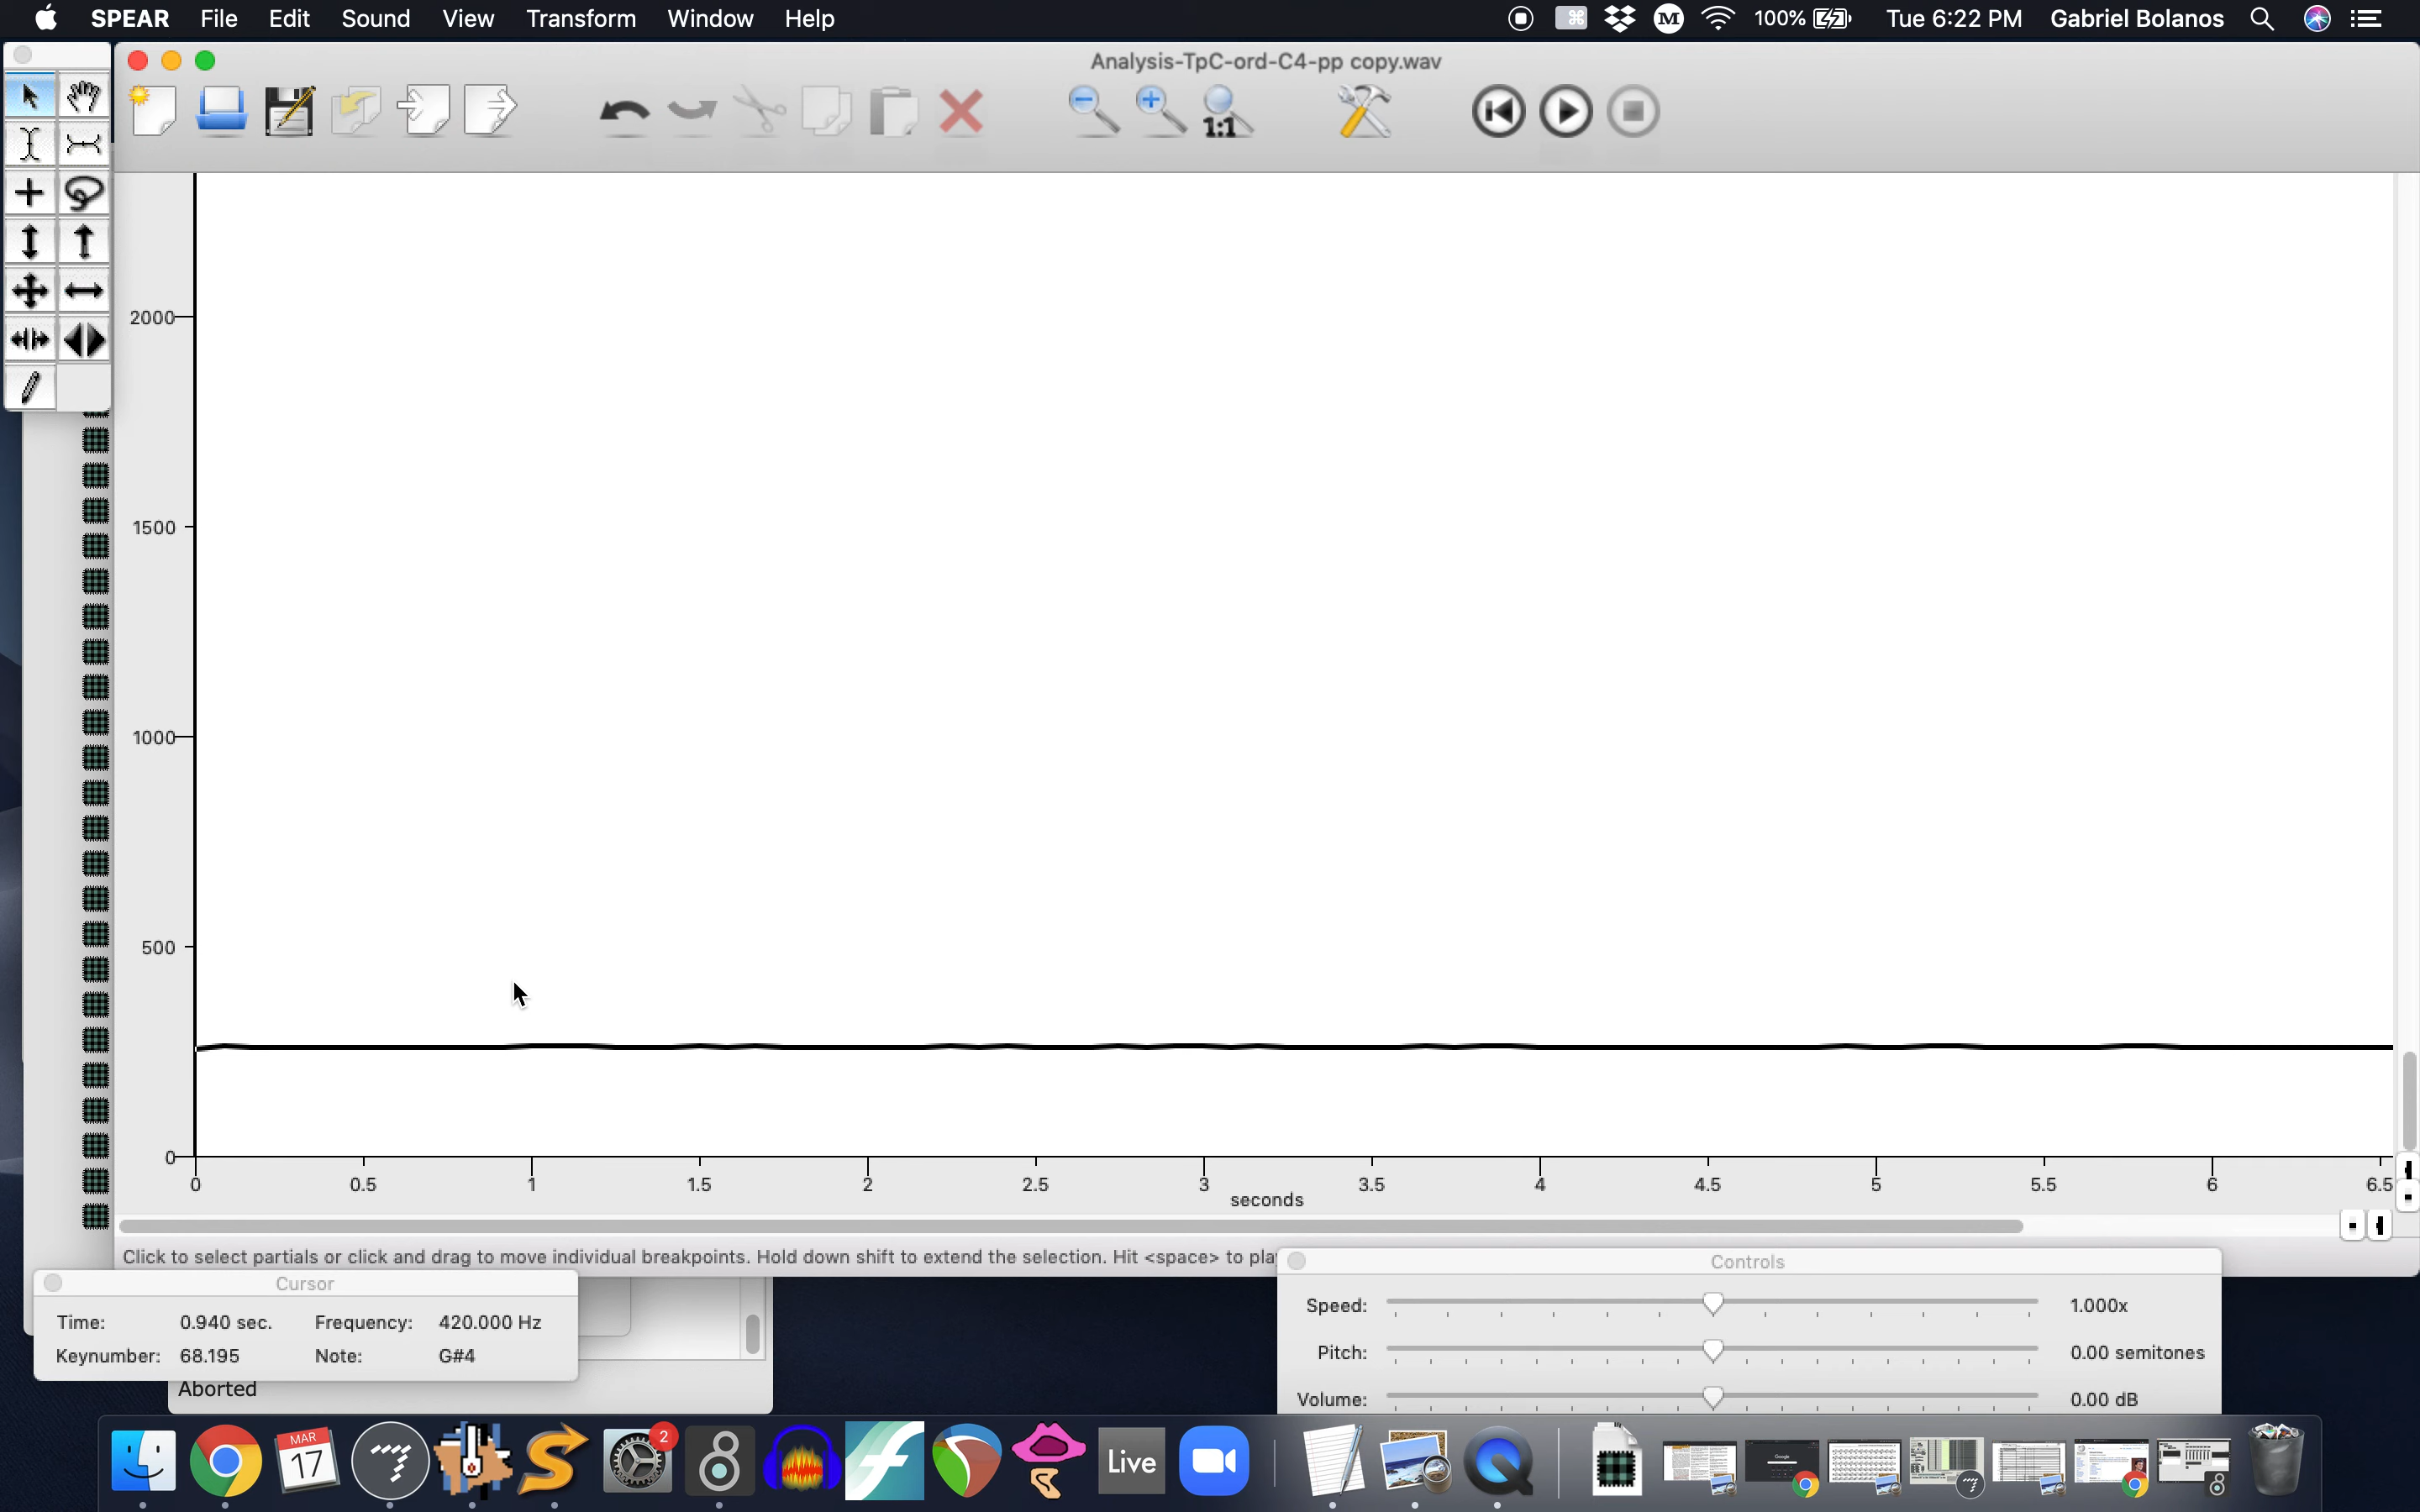 SPEAR File Edit Sound View Transform Window Help 100% Tue 6:22 PM Gabriel Bolanos
Analysis-TpC-ord-C4-pp copy.wav
1:1
2000
1500
1000
500
0
0 0.5 1 1.5 2 2.5 3 3.5 4 4.5 5 5.5 6 6.5
seconds
Click to select partials or click and drag to move individual breakpoints. Hold down shift to extend the selection. Hit <space> to pla
Cursor
Time: 0.940 sec. Frequency: 420.000 Hz
Keynumber: 68.195 Note: G#4
Aborted
Controls
Speed: 1.000x
Pitch: 0.00 semitones
Volume: 0.00 dB
MAR
17
2
8
Live